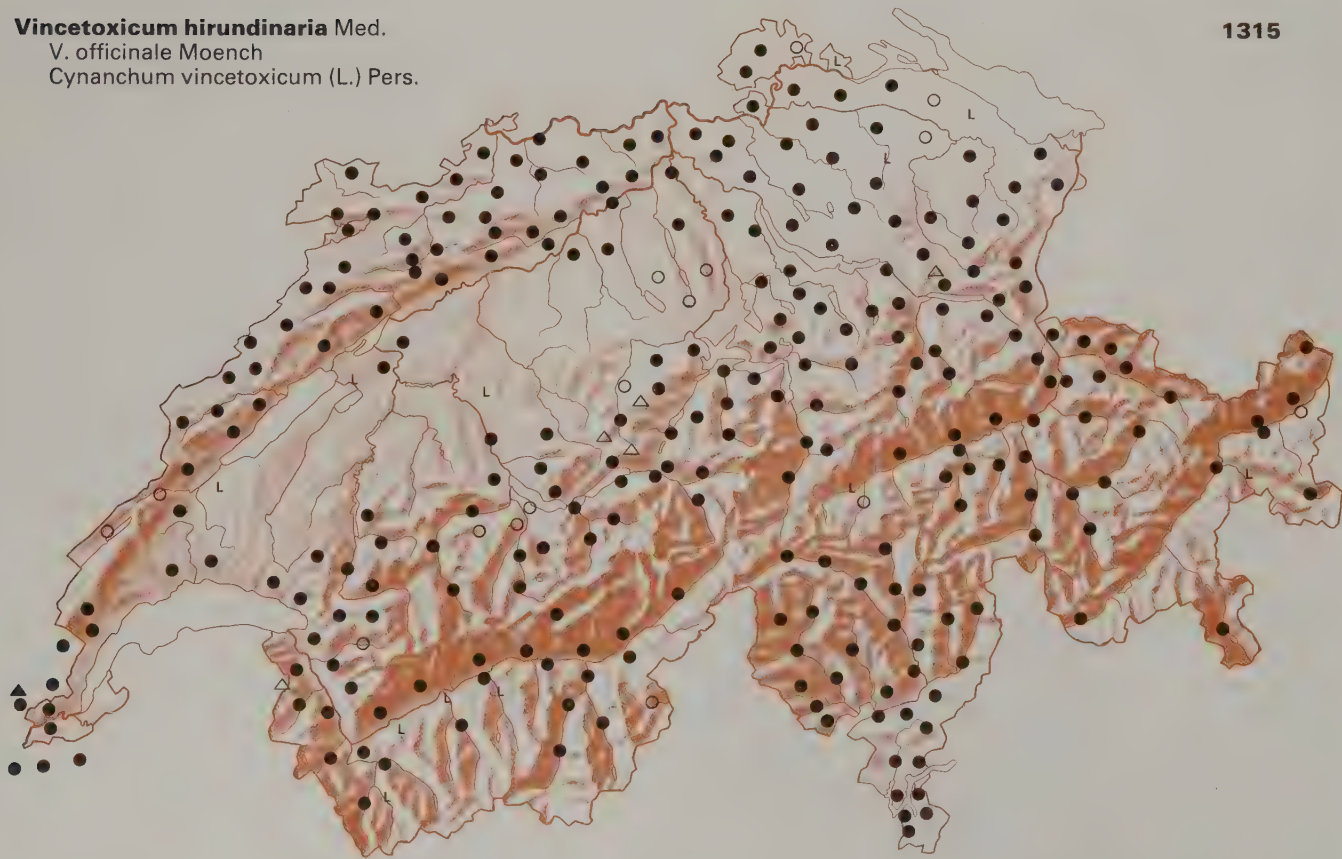 Vincetoxicum hirundinaria Med.
V. officinale Moench
Cynanchum vincetoxicum (L.) Pers.
1315
L
L
L
L
L
L
L
L
L
L
L
L